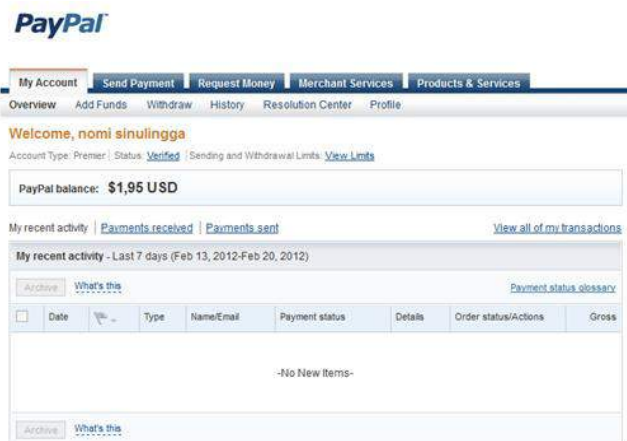 PayPal
My Account Send Payment Request Money Merchant Services Products & Services
Overview Add Funds Withdraw History Resolution Center Profile
Welcome, nomi sinulingga
Account Type: Premier | Status: Verified | Sending and Withdrawal Limits: View Limits
PayPal balance: $1,95 USD
My recent activity | Payments received | Payments sent View all of my transactions
My recent activity - Last 7 days (Feb 13, 2012-Feb 20, 2012)
Archive What's this Payment status glossary
Date Type Name/Email Payment status Details Order status/Actions Gross
-No New Items-
Archive What's this